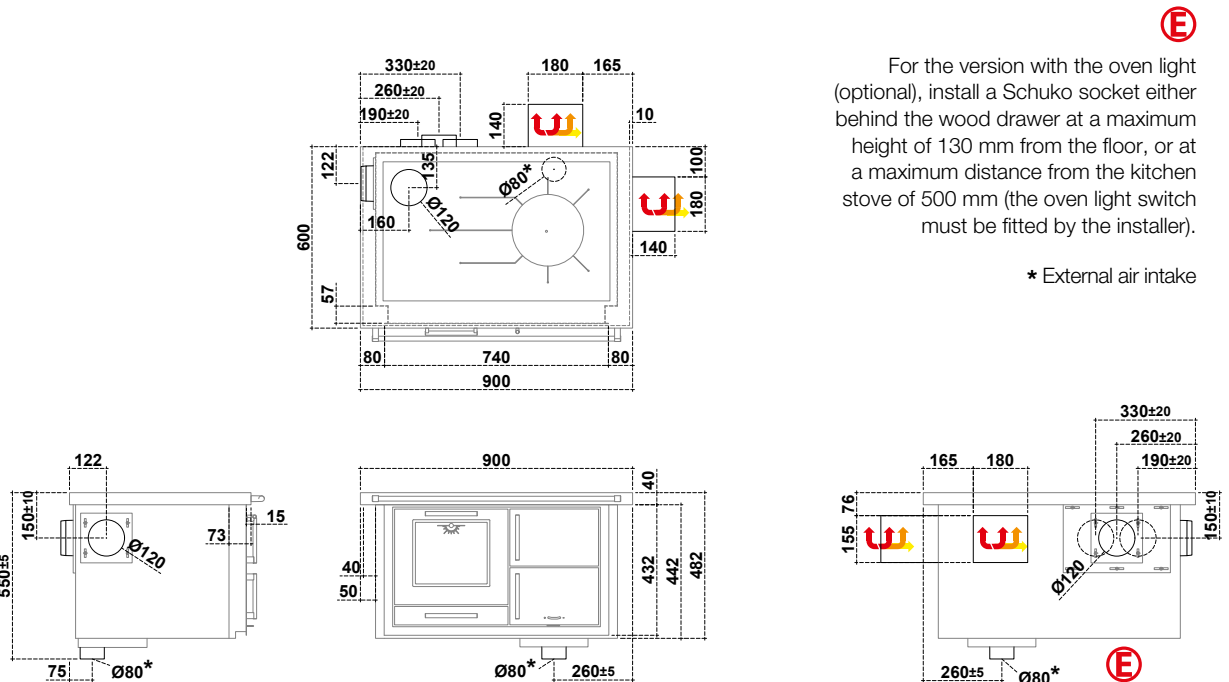 E
For the version with the oven light
(optional), install a Schuko socket either
behind the wood drawer at a maximum
height of 130 mm from the floor, or at
a maximum distance from the kitchen
stove of 500 mm (the oven light switch
must be fitted by the installer).
* External air intake
330±20
180
165
260±20
190±20
140
10
122
135
Ø80*
100
Ø120
180
160
600
140
57
80
740
80
900
122
150±10
15
73
Ø120
550±5
75
Ø80*
900
40
40
50
432
442
482
Ø80*
260±5
330±20
260±20
165
180
190±20
76
155
150±10
Ø120
260±5
Ø80*
E